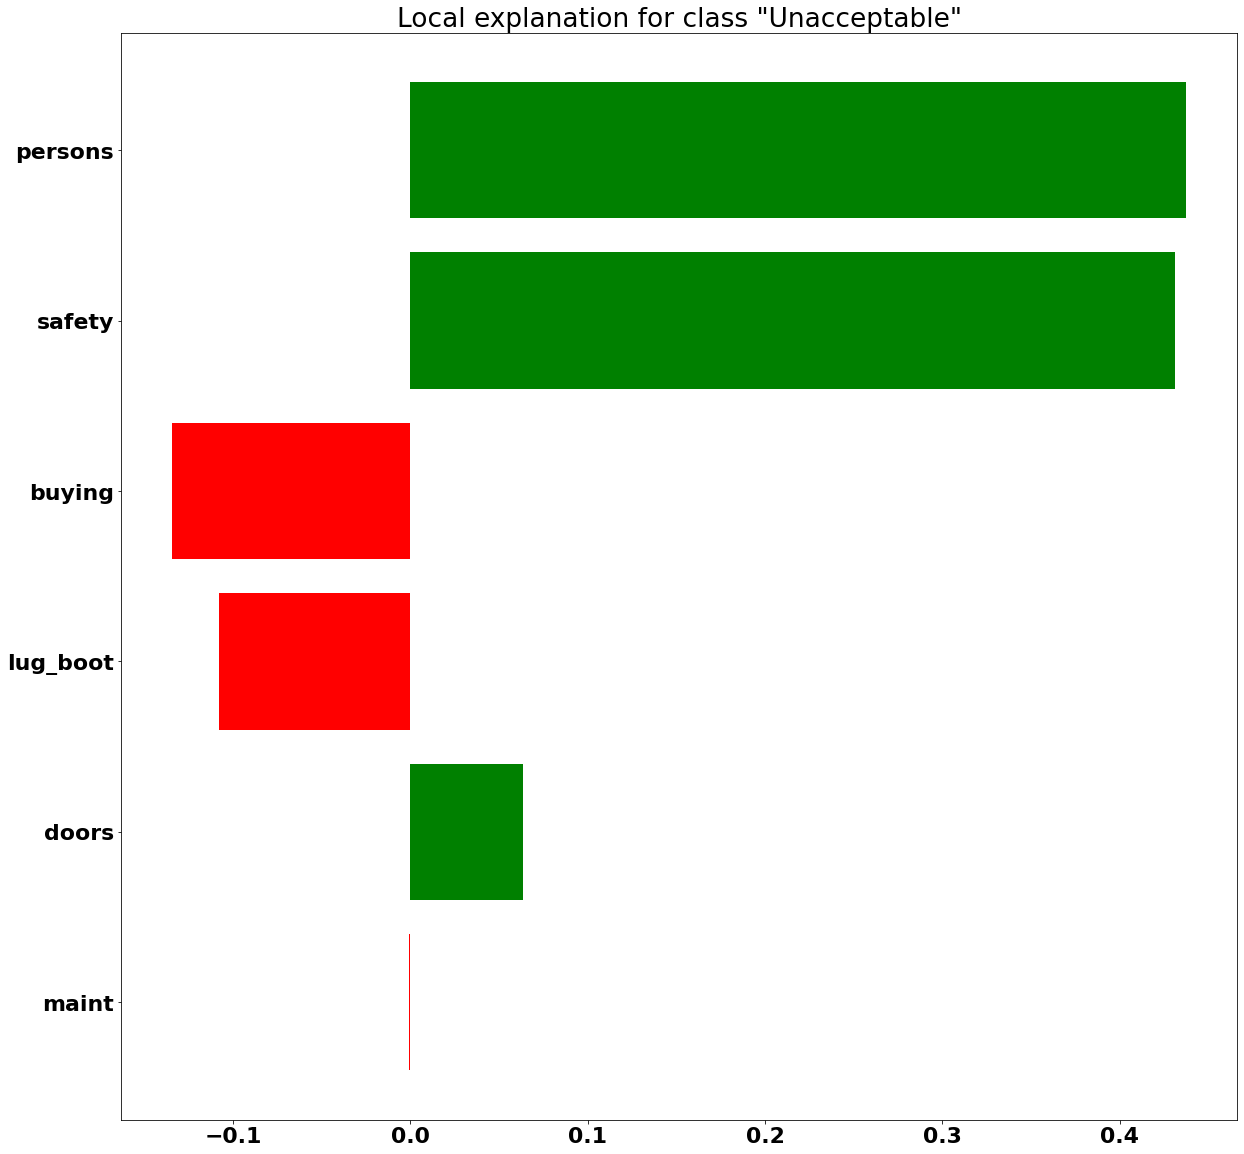 Local explanation for class "Unacceptable"
persons
safety
buying
lug_boot
doors
maint
−0.1 0.0 0.1 0.2 0.3 0.4